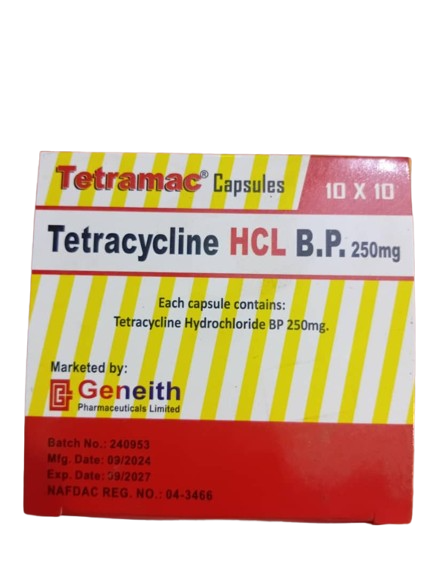 Tetramac® Capsules 10 X 10
Tetracycline HCL B.P. 250mg
Each capsule contains:
Tetracycline Hydrochloride BP 250mg.
Marketed by:
Geneith
Pharmaceuticals Limited
Batch No.: 240953
Mfg. Date: 09/2024
Exp. Date: 09/2027
NAFDAC REG. NO.: 04-3466